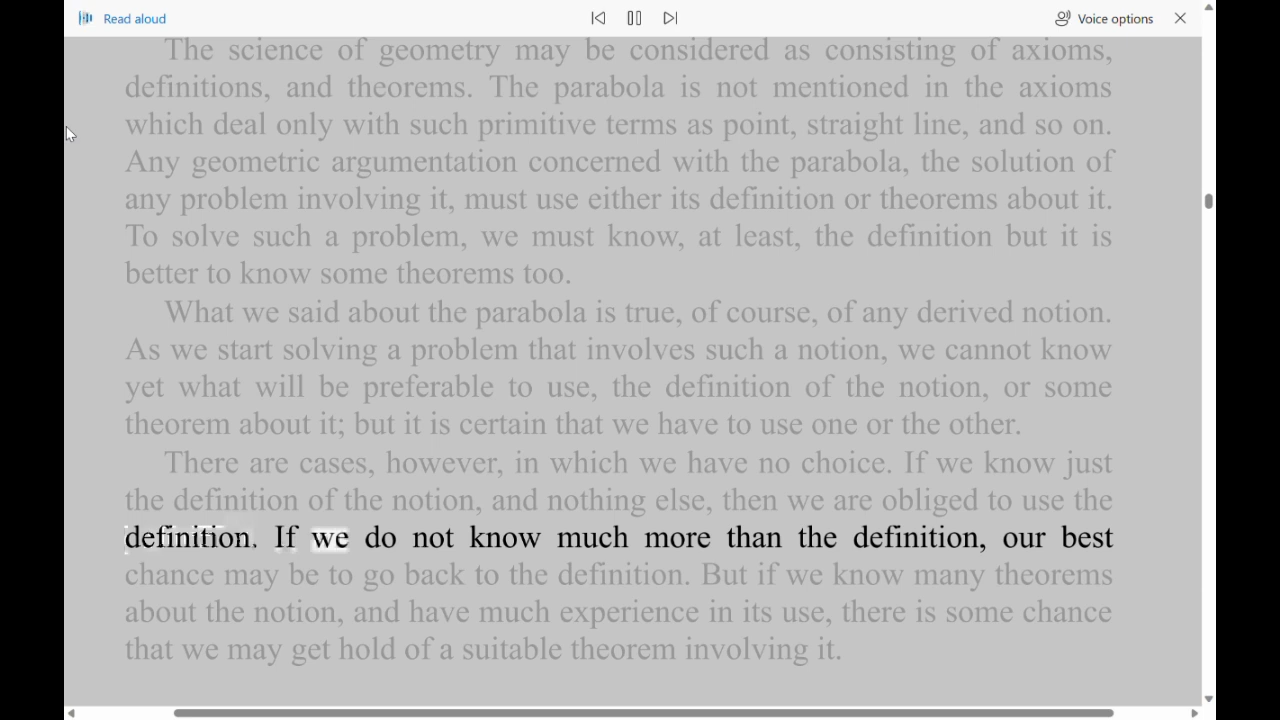 Read aloud
Voice options
The science of geometry may be considered as consisting of axioms,
definitions, and theorems. The parabola is not mentioned in the axioms
which deal only with such primitive terms as point, straight line, and so on.
Any geometric argumentation concerned with the parabola, the solution of
any problem involving it, must use either its definition or theorems about it.
To solve such a problem, we must know, at least, the definition but it is
better to know some theorems too.
What we said about the parabola is true, of course, of any derived notion.
As we start solving a problem that involves such a notion, we cannot know
yet what will be preferable to use, the definition of the notion, or some
theorem about it; but it is certain that we have to use one or the other.
There are cases, however, in which we have no choice. If we know just
the definition of the notion, and nothing else, then we are obliged to use the
definition. If we do not know much more than the definition, our best
chance may be to go back to the definition. But if we know many theorems
about the notion, and have much experience in its use, there is some chance
that we may get hold of a suitable theorem involving it.